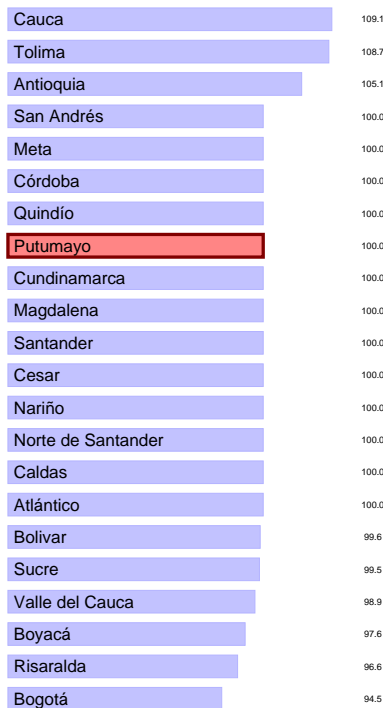 Cauca 109.1
Tolima 108.7
Antioquia 105.1
San Andrés 100.0
Meta 100.0
Córdoba 100.0
Quindío 100.0
Putumayo 100.0
Cundinamarca 100.0
Magdalena 100.0
Santander 100.0
Cesar 100.0
Nariño 100.0
Norte de Santander 100.0
Caldas 100.0
Atlántico 100.0
Bolivar 99.6
Sucre 99.5
Valle del Cauca 98.9
Boyacá 97.6
Risaralda 96.6
Bogotá 94.5